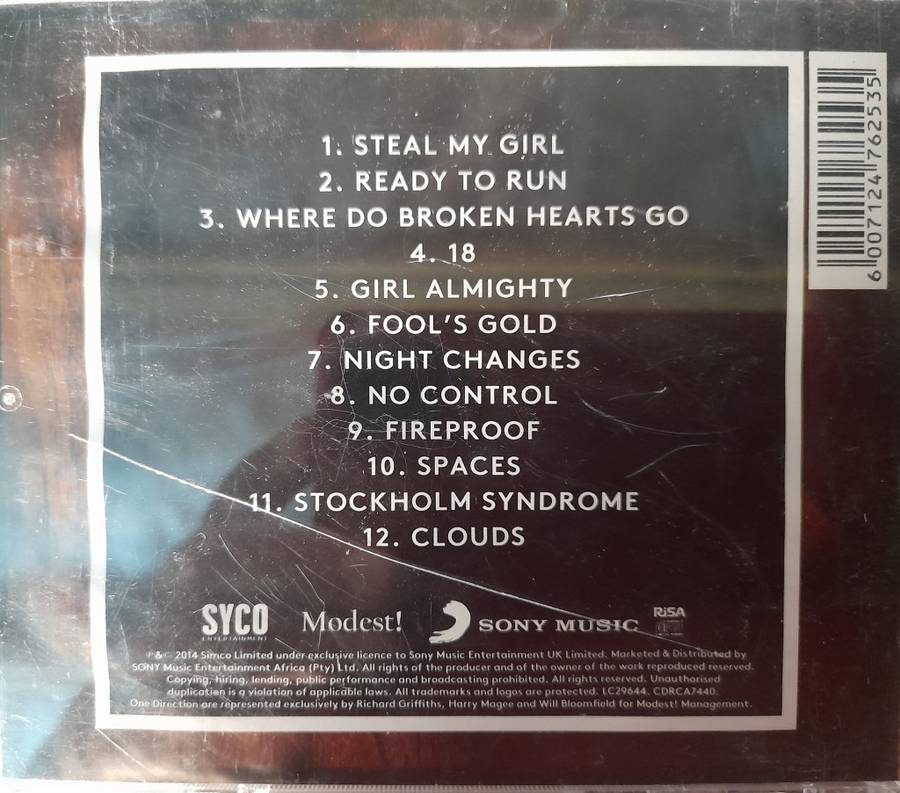 1. STEAL MY GIRL
2. READY TO RUN
3. WHERE DO BROKEN HEARTS GO
4. 18
5. GIRL ALMIGHTY
6. FOOL'S GOLD
7. NIGHT CHANGES
8. NO CONTROL
9. FIREPROOF
10. SPACES
11. STOCKHOLM SYNDROME
12. CLOUDS
6 007124 762535
SYCO
ENTERTAINMENT
Modest!
SONY MUSIC
RiSA
℗ & © 2014 Simco Limited under exclusive licence to Sony Music Entertainment UK Limited. Marketed & Distributed by
SONY Music Entertainment Africa (Pty) Ltd. All rights of the producer and of the owner of the work reproduced reserved.
Copying, hiring, lending, public performance and broadcasting prohibited. All rights reserved. Unauthorised
duplication is a violation of applicable laws. All trademarks and logos are protected. LC29644. CDRCA7440.
One Direction are represented exclusively by Richard Griffiths, Harry Magee and Will Bloomfield for Modest! Management.